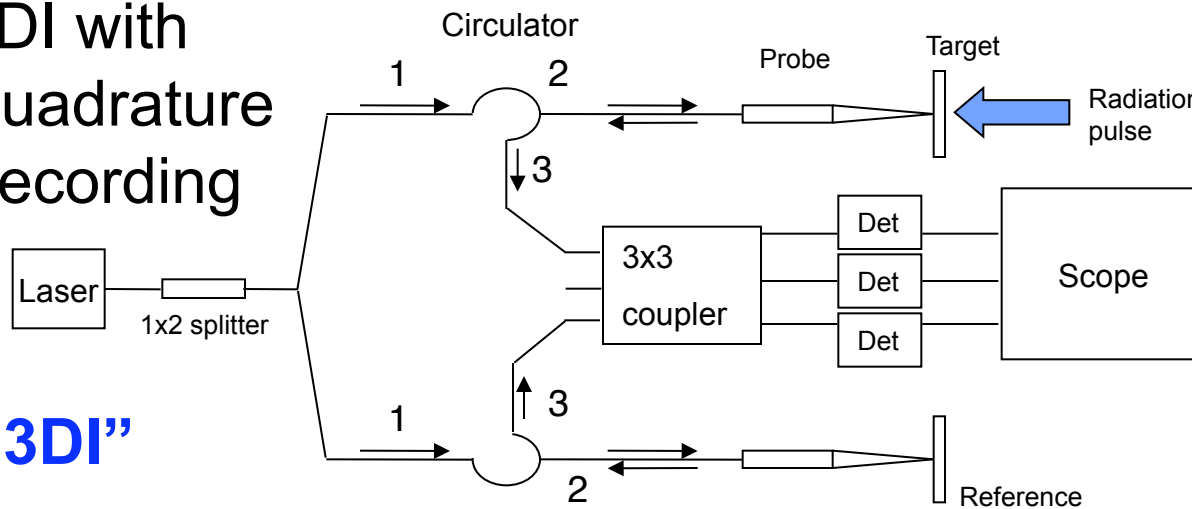 DI with
uadrature
ecording
Circulator
1
2
3
Probe
Target
Radiation
pulse
Laser
1x2 splitter
3x3
coupler
Det
Det
Det
Scope
3DI”
1
3
2
Reference